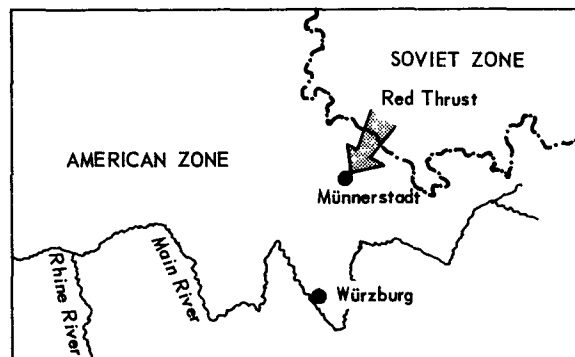 SOVIET ZONE
Red Thrust
AMERICAN ZONE
Münnerstadt
Rhine River
Main River
Würzburg